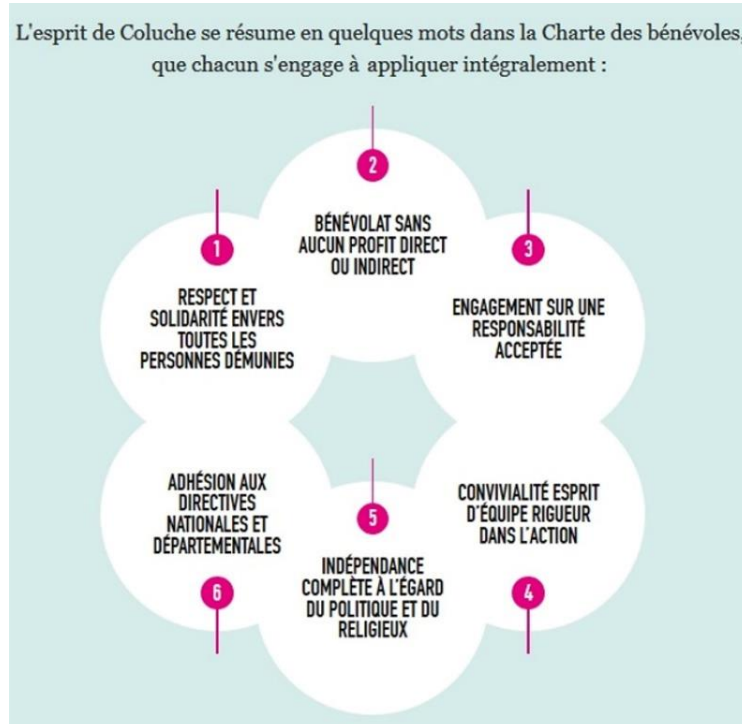 L'esprit de Coluche se résume en quelques mots dans la Charte des bénévoles,
que chacun s'engage à appliquer intégralement :
1
RESPECT ET
SOLIDARITÉ ENVERS
TOUTES LES
PERSONNES DÉMUNIES
2
BÉNÉVOLAT SANS
AUCUN PROFIT DIRECT
OU INDIRECT
3
ENGAGEMENT SUR UNE
RESPONSABILITÉ
ACCEPTÉE
CONVIVIALITÉ ESPRIT
D'ÉQUIPE RIGUEUR
DANS L'ACTION
4
5
INDÉPENDANCE
COMPLÈTE À L'ÉGARD
DU POLITIQUE ET DU
RELIGIEUX
ADHÉSION AUX
DIRECTIVES
NATIONALES ET
DÉPARTEMENTALES
6